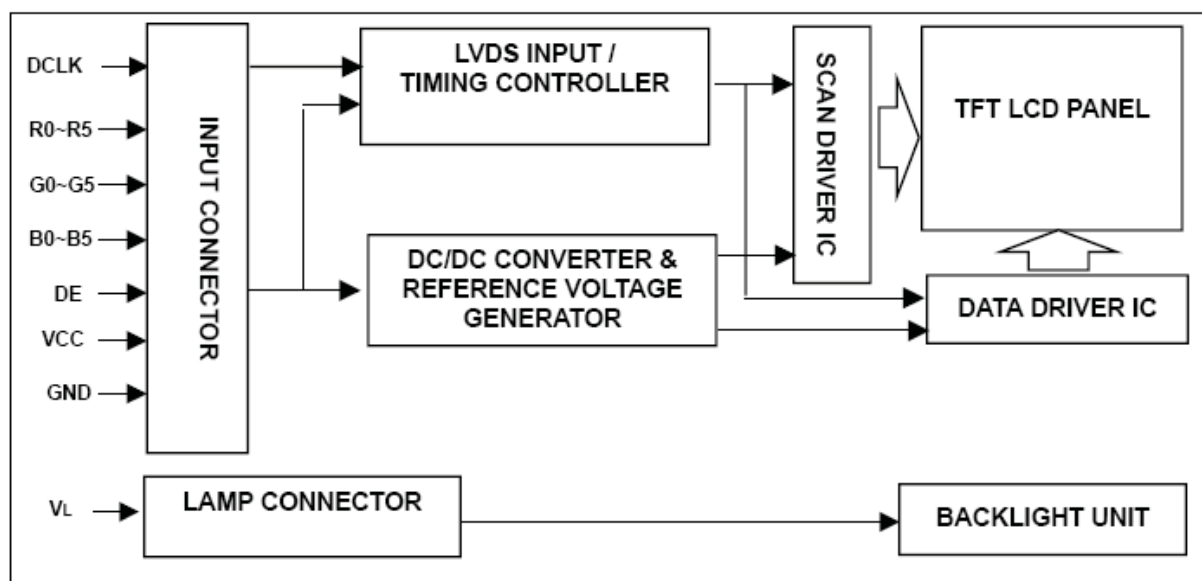 DCLK
R0~R5
G0~G5
B0~B5
DE
VCC
GND
INPUT CONNECTOR
LVDS INPUT /
TIMING CONTROLLER
DC/DC CONVERTER &
REFERENCE VOLTAGE
GENERATOR
SCAN DRIVER IC
TFT LCD PANEL
DATA DRIVER IC
VL
LAMP CONNECTOR
BACKLIGHT UNIT